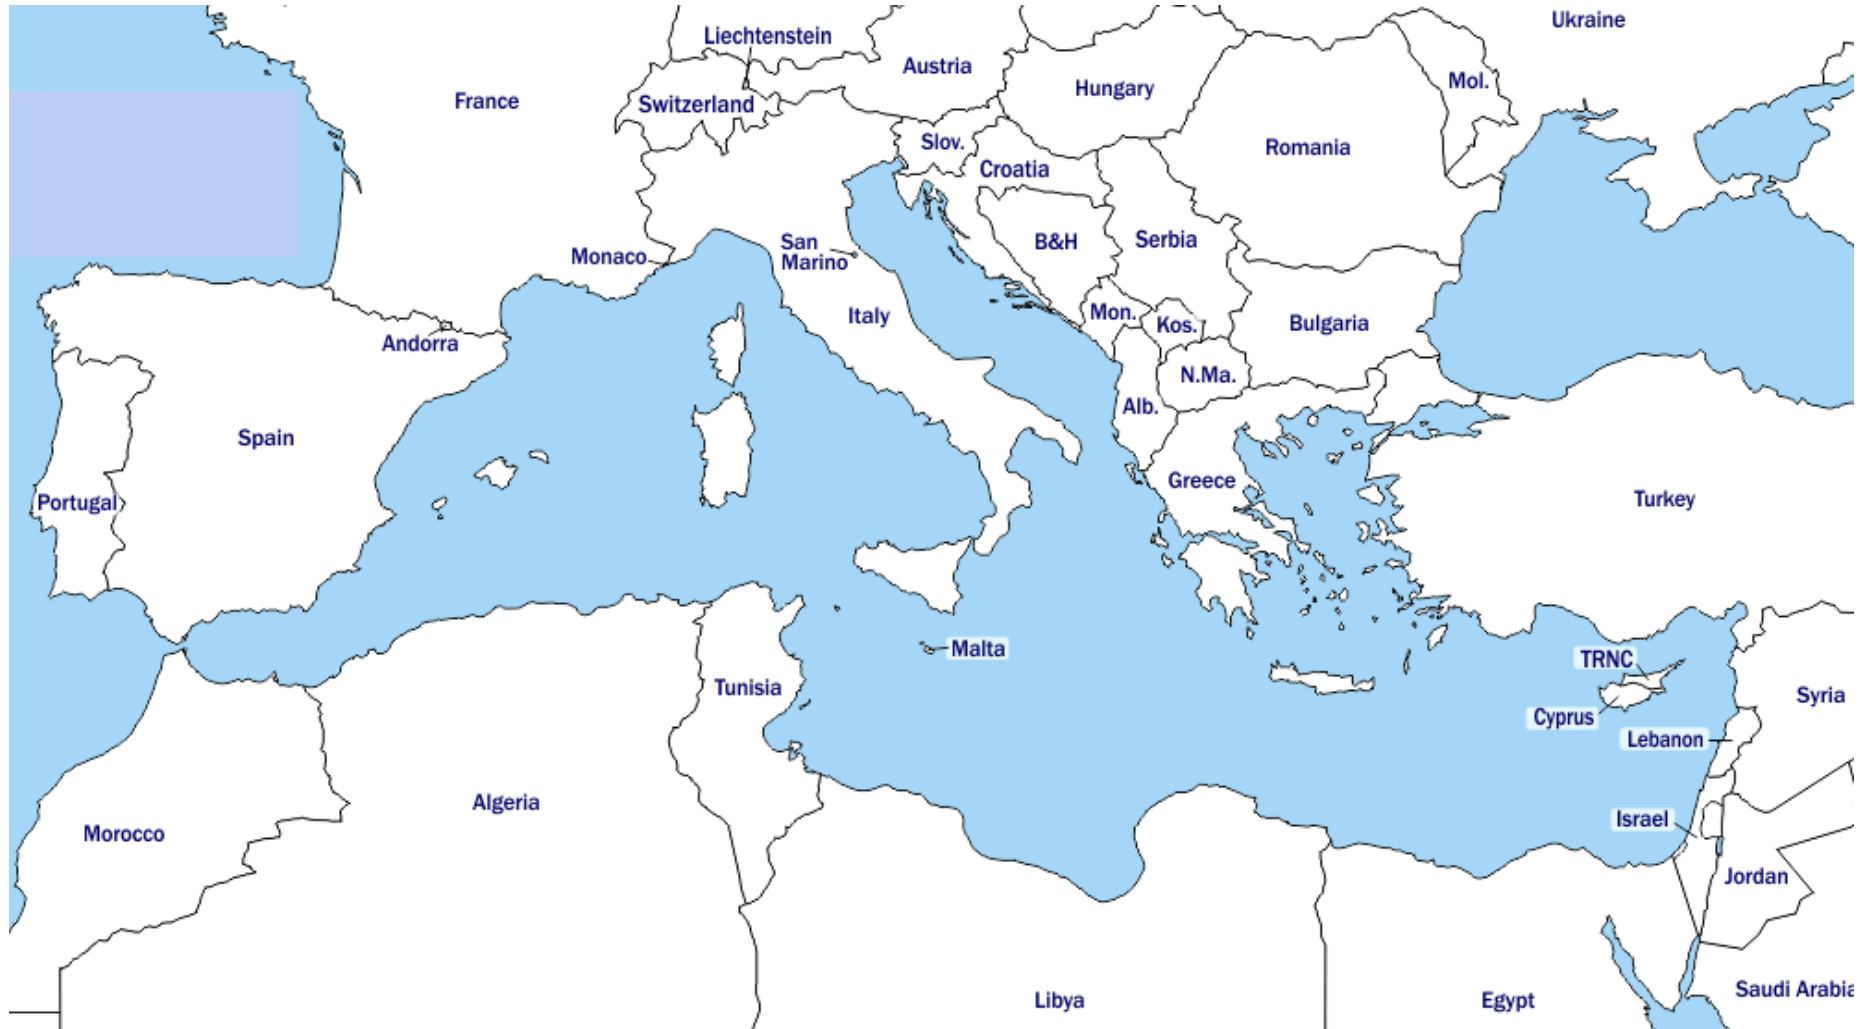 Ukraine
Liechtenstein
Austria
Mol.
Hungary
France
Switzerland
Slov.
Romania
Croatia
Serbia
B&H
San
Marino
Monaco
Mon.
Italy
Kos.
Bulgaria
Andorra
N.Ma.
Alb.
Spain
Greece
Turkey
Portugal
Malta
TRNC
Tunisia
Syria
Cyprus
Lebanon
Algeria
Israel
Morocco
Jordan
Saudi Arabia
Libya
Egypt